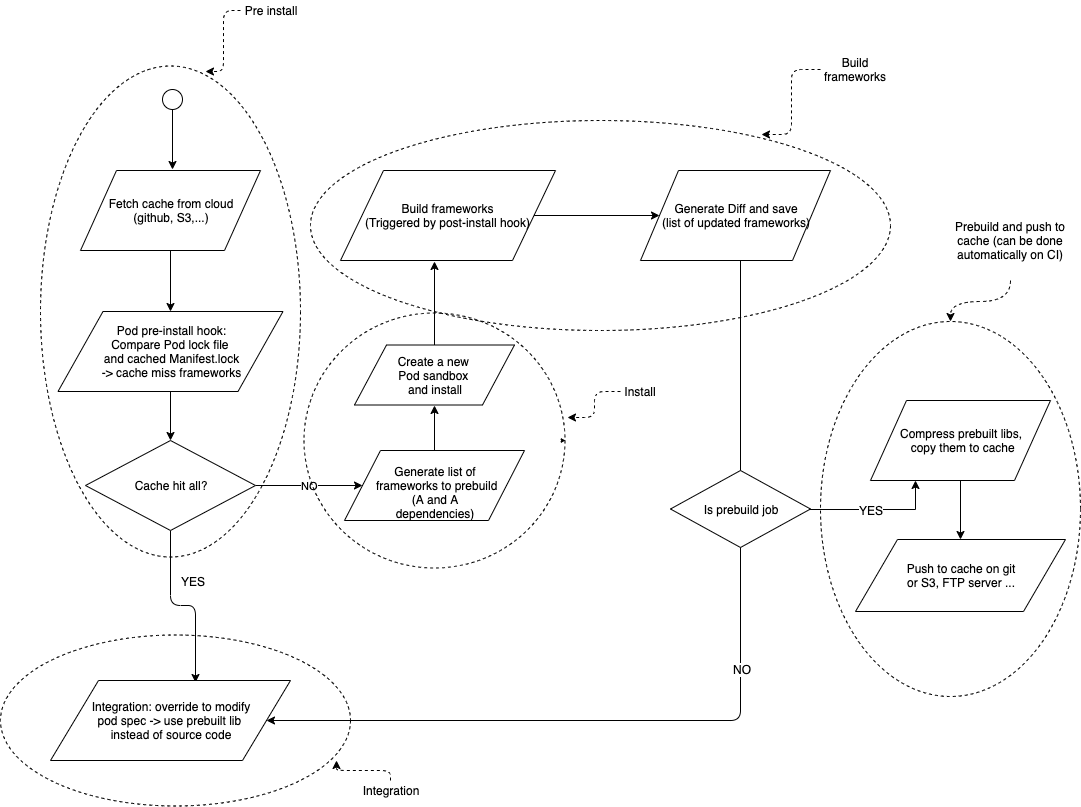 Pre install
Fetch cache from cloud
(github, S3,...)
Pod pre-install hook:
Compare Pod lock file
and cached Manifest.lock
-> cache miss frameworks
Cache hit all?
NO
YES
Generate list of
frameworks to prebuild
(A and A
dependencies)
Create a new
Pod sandbox
and install
Install
Build
frameworks
Build frameworks
(Triggered by post-install hook)
Generate Diff and save
(list of updated frameworks)
Is prebuild job
YES
NO
Prebuild and push to
cache (can be done
automatically on CI)
Compress prebuilt libs,
copy them to cache
Push to cache on git
or S3, FTP server ...
Integration: override to modify
pod spec -> use prebuilt lib
instead of source code
Integration